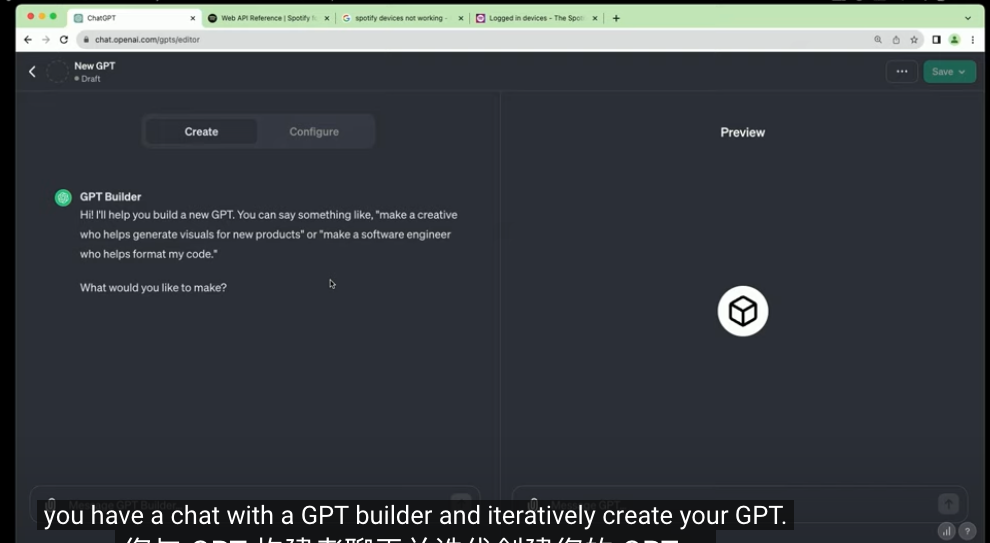 ChatGPT
Web API Reference | Spotify f
spotify devices not working -
Logged in devices - The Spot
chat.openai.com/gpts/editor
New GPT
Draft
Save
Create
Configure
Preview
GPT Builder
Hi! I'll help you build a new GPT. You can say something like, "make a creative
who helps generate visuals for new products" or "make a software engineer
who helps format my code."
What would you like to make?
you have a chat with a GPT builder and iteratively create your GPT.